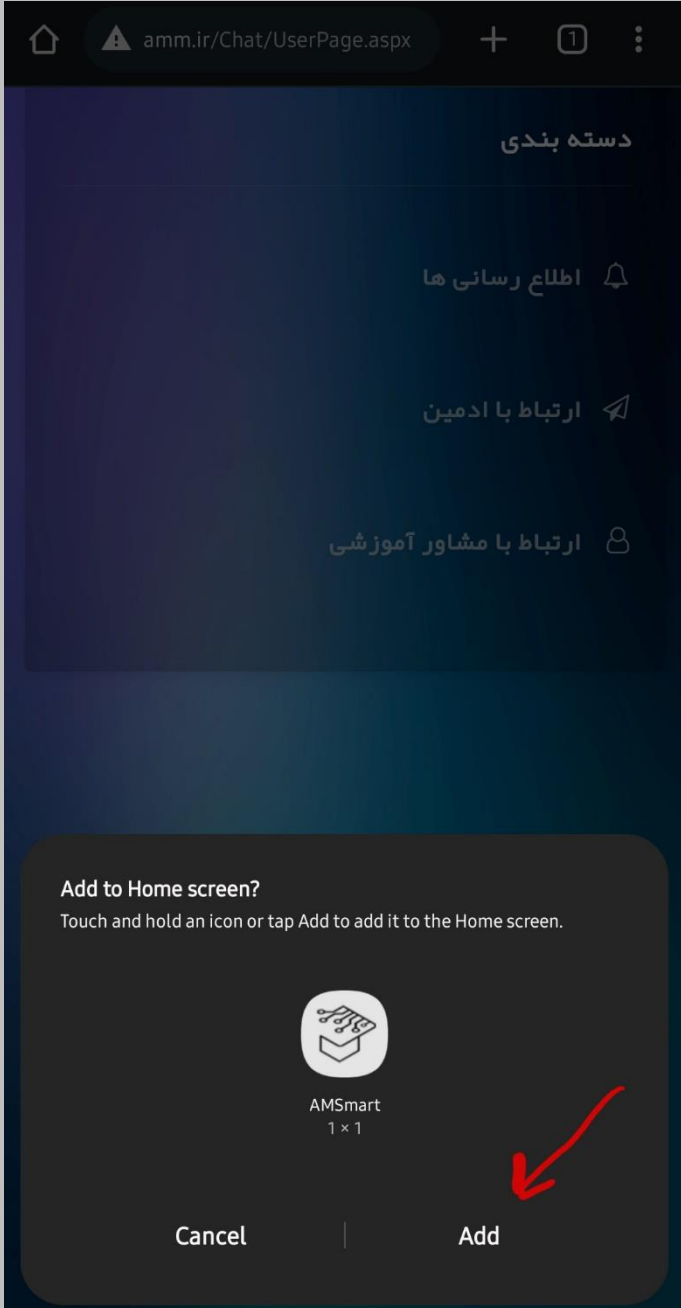 amm.ir/Chat/UserPage.aspx
1
دسته بندی
اطلاع رسانی ها
ارتباط با ادمین
ارتباط با مشاور آموزشی
Add to Home screen?
Touch and hold an icon or tap Add to add it to the Home screen.
AMSmart
1 × 1
Cancel
Add